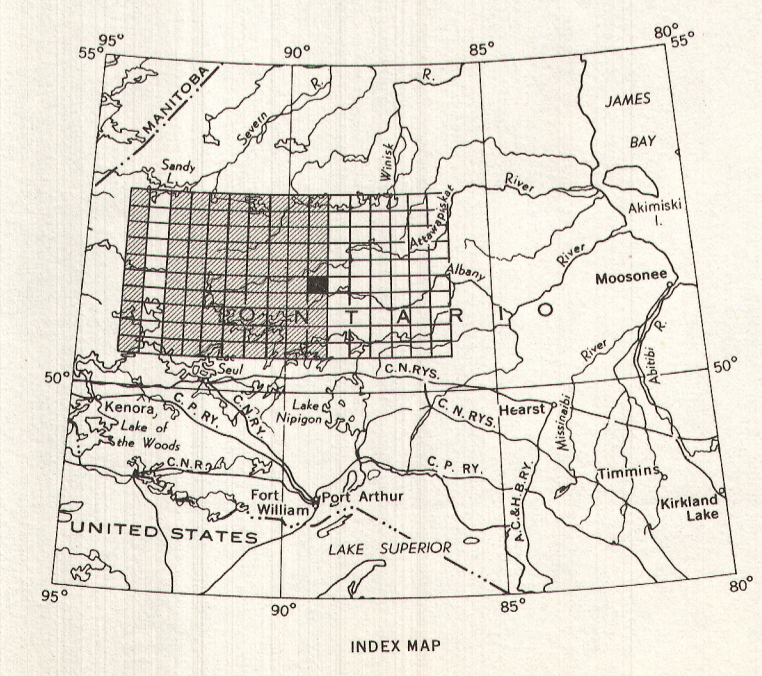 95°
90°
85°
80°
55°
55°
MANITOBA
Severn
R.
R.
JAMES
BAY
Sandy
L.
Winisk
River
Attawapiskat
Akimiski
I.
River
Albany
Moosonee
ONTARIO
River
R.
Abitibi
Lac
Seul
C.N.RYS.
50°
50°
Kenora
C.P RY.
C.N.RY.
Lake
Nipigon
C.N.RYS.
Hearst
Missinaibi
Lake of
the Woods
C.N.R.
C.P. RY.
A.C.&H.B.RY.
Timmins
Fort
William
Port Arthur
Kirkland
Lake
UNITED STATES
LAKE SUPERIOR
95°
90°
85°
80°
INDEX MAP